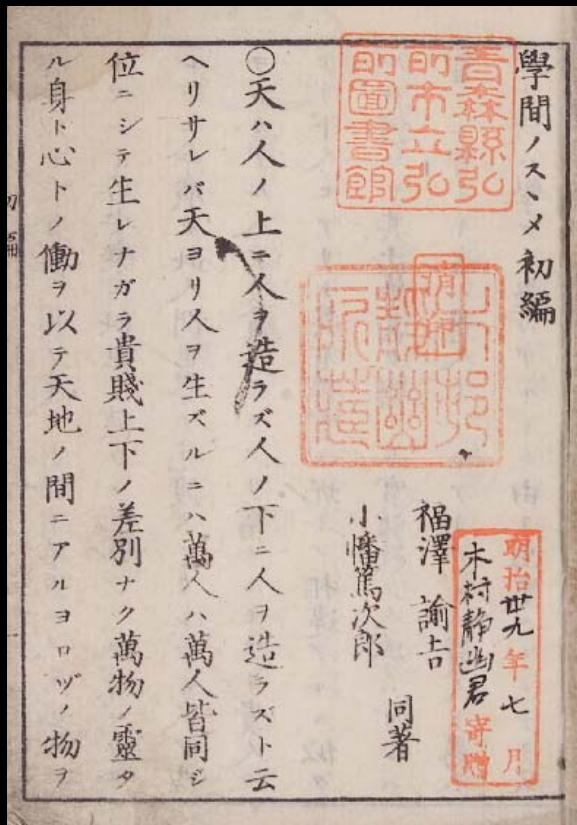 學問ノスヽメ 初編
福澤諭吉
小幡篤次郎
同著
○天ハ人ノ上ニ人ヲ造ラズ人ノ下ニ人ヲ造ラズト云
ヘリサレバ天ヨリ人ヲ生ズルニハ萬人ハ萬人皆同ジ
位ニシテ生レナガラ貴賤上下ノ差別ナク萬物ノ靈タ
ル身ト心トノ働ヲ以テ天地ノ間ニアルヨロヅノ物ヲ
青森縣弘
前市立弘
前圖書館
明治卅九年七月
木村靜幽君寄贈
初編